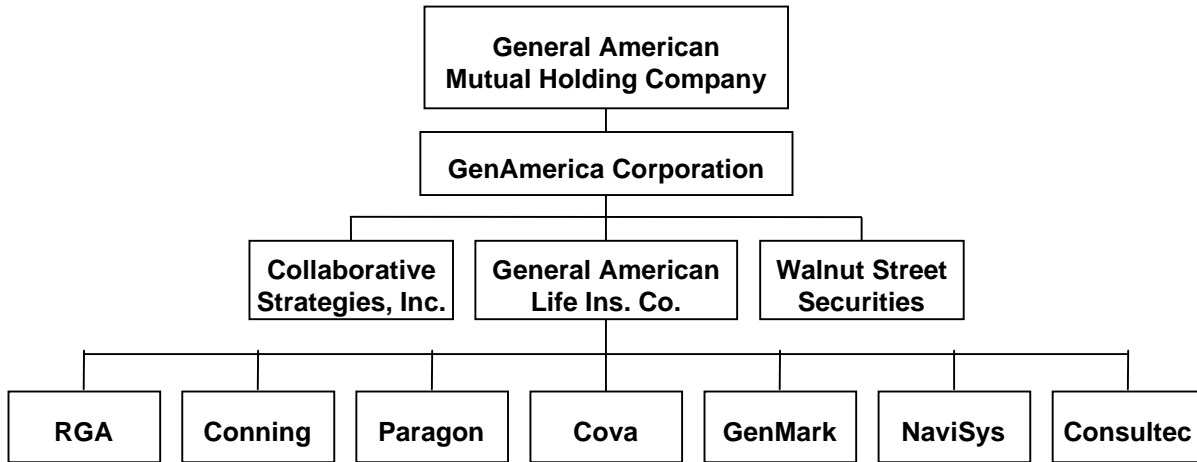 General American
Mutual Holding Company
GenAmerica Corporation
Collaborative
Strategies, Inc.
General American
Life Ins. Co.
Walnut Street
Securities
RGA
Conning
Paragon
Cova
GenMark
NaviSys
Consultec